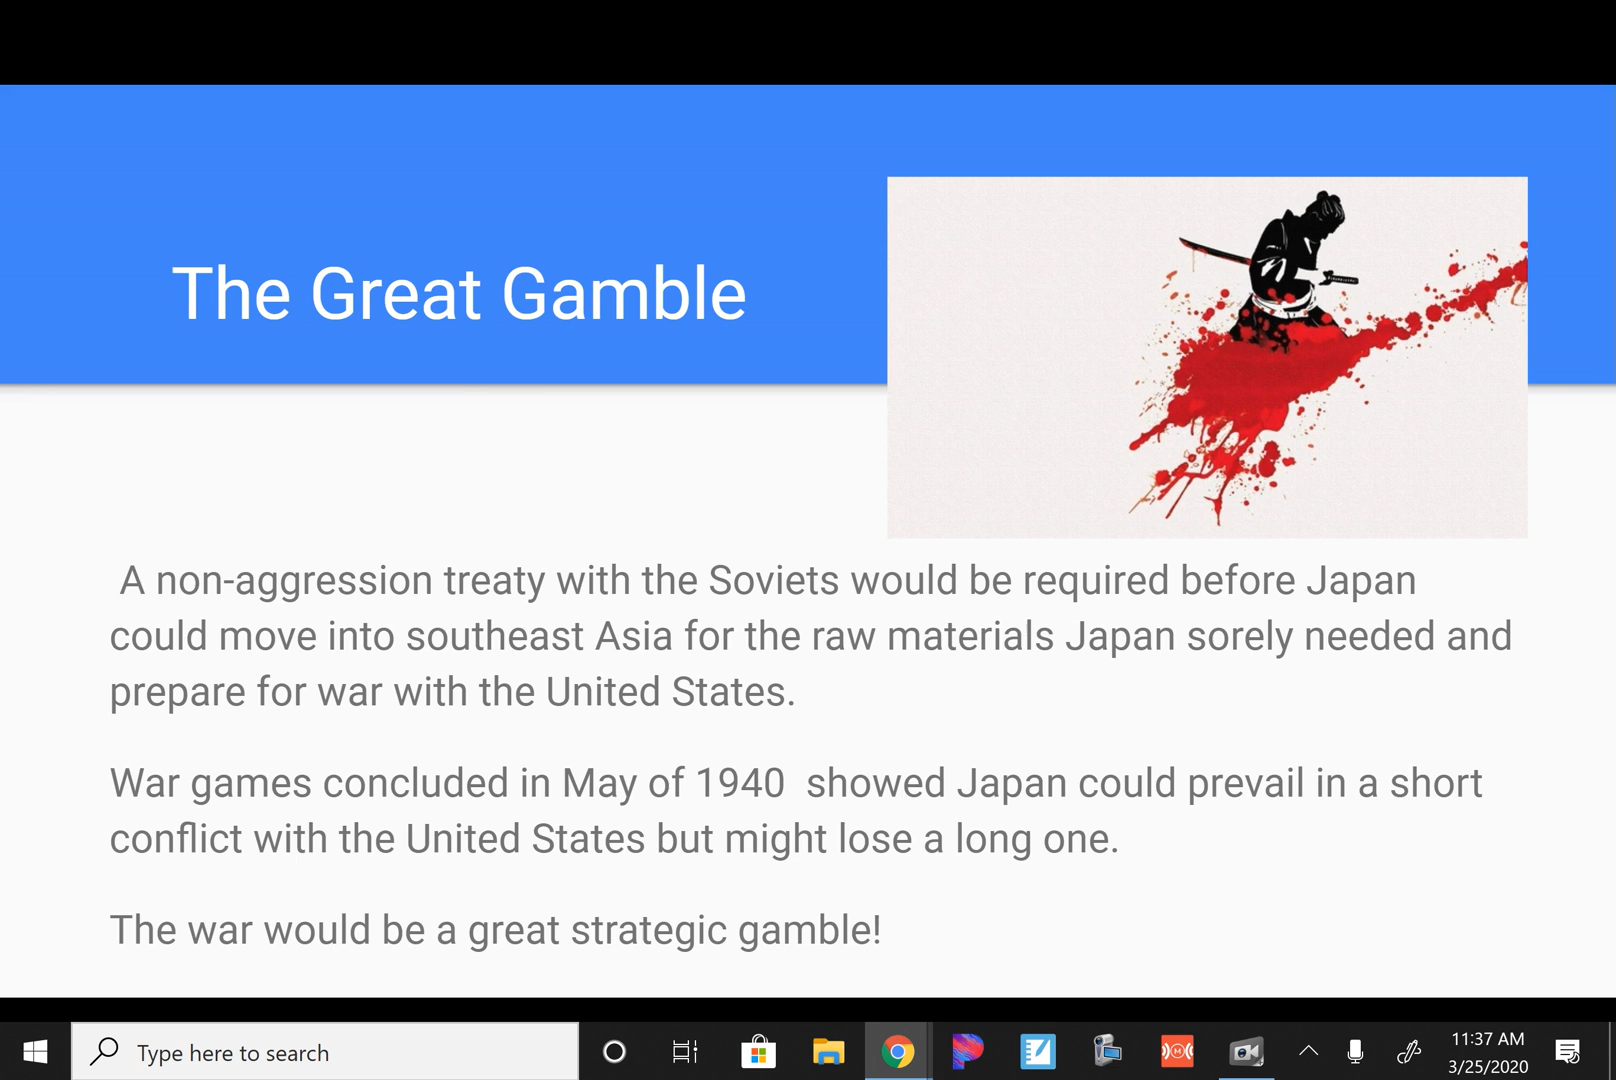 The Great Gamble
A non-aggression treaty with the Soviets would be required before Japan
could move into southeast Asia for the raw materials Japan sorely needed and
prepare for war with the United States.
War games concluded in May of 1940  showed Japan could prevail in a short
conflict with the United States but might lose a long one.
The war would be a great strategic gamble!
Type here to search
11:37 AM
3/25/2020